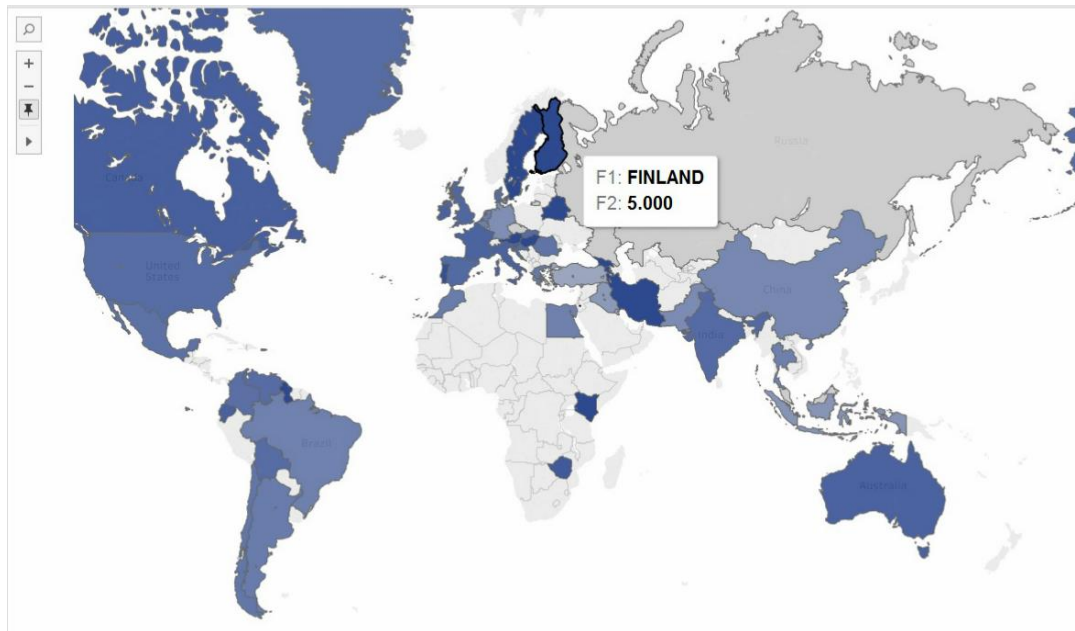 Canada
Russia
F1: FINLAND
F2: 5.000
United
States
China
India
Brazil
Australia